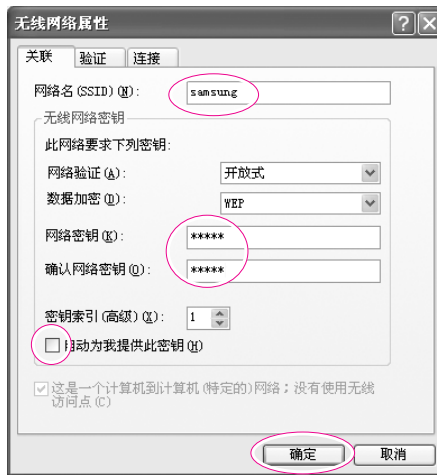 无线网络属性
关联 验证 连接
网络名(SSID)(N): samsung
无线网络密钥
此网络要求下列密钥:
网络验证(A): 开放式
数据加密(D): WEP
网络密钥(K): *****
确认网络密钥(O): *****
密钥索引(高级)(X): 1
自动为我提供此密钥(H)
这是一个计算机到计算机(特定的)网络;没有使用无线
访问点(C)
确定 取消